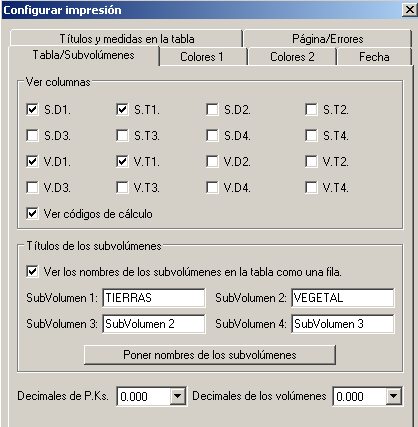 Configurar impresión
Títulos y medidas en la tabla Página/Errores
Tabla/Subvolúmenes Colores 1 Colores 2 Fecha
Ver columnas
S.D1. S.T1. S.D2. S.T2.
S.D3. S.T3. S.D4. S.T4.
V.D1. V.T1. V.D2. V.T2.
V.D3. V.T3. V.D4. V.T4.
Ver códigos de cálculo
Títulos de los subvolúmenes
Ver los nombres de los subvolúmenes en la tabla como una fila.
SubVolumen 1: TIERRAS SubVolumen 2: VEGETAL
SubVolumen 3: SubVolumen 2 SubVolumen 4: SubVolumen 3
Poner nombres de los subvolúmenes
Decimales de P.Ks. 0.000 Decimales de los volúmenes 0.000